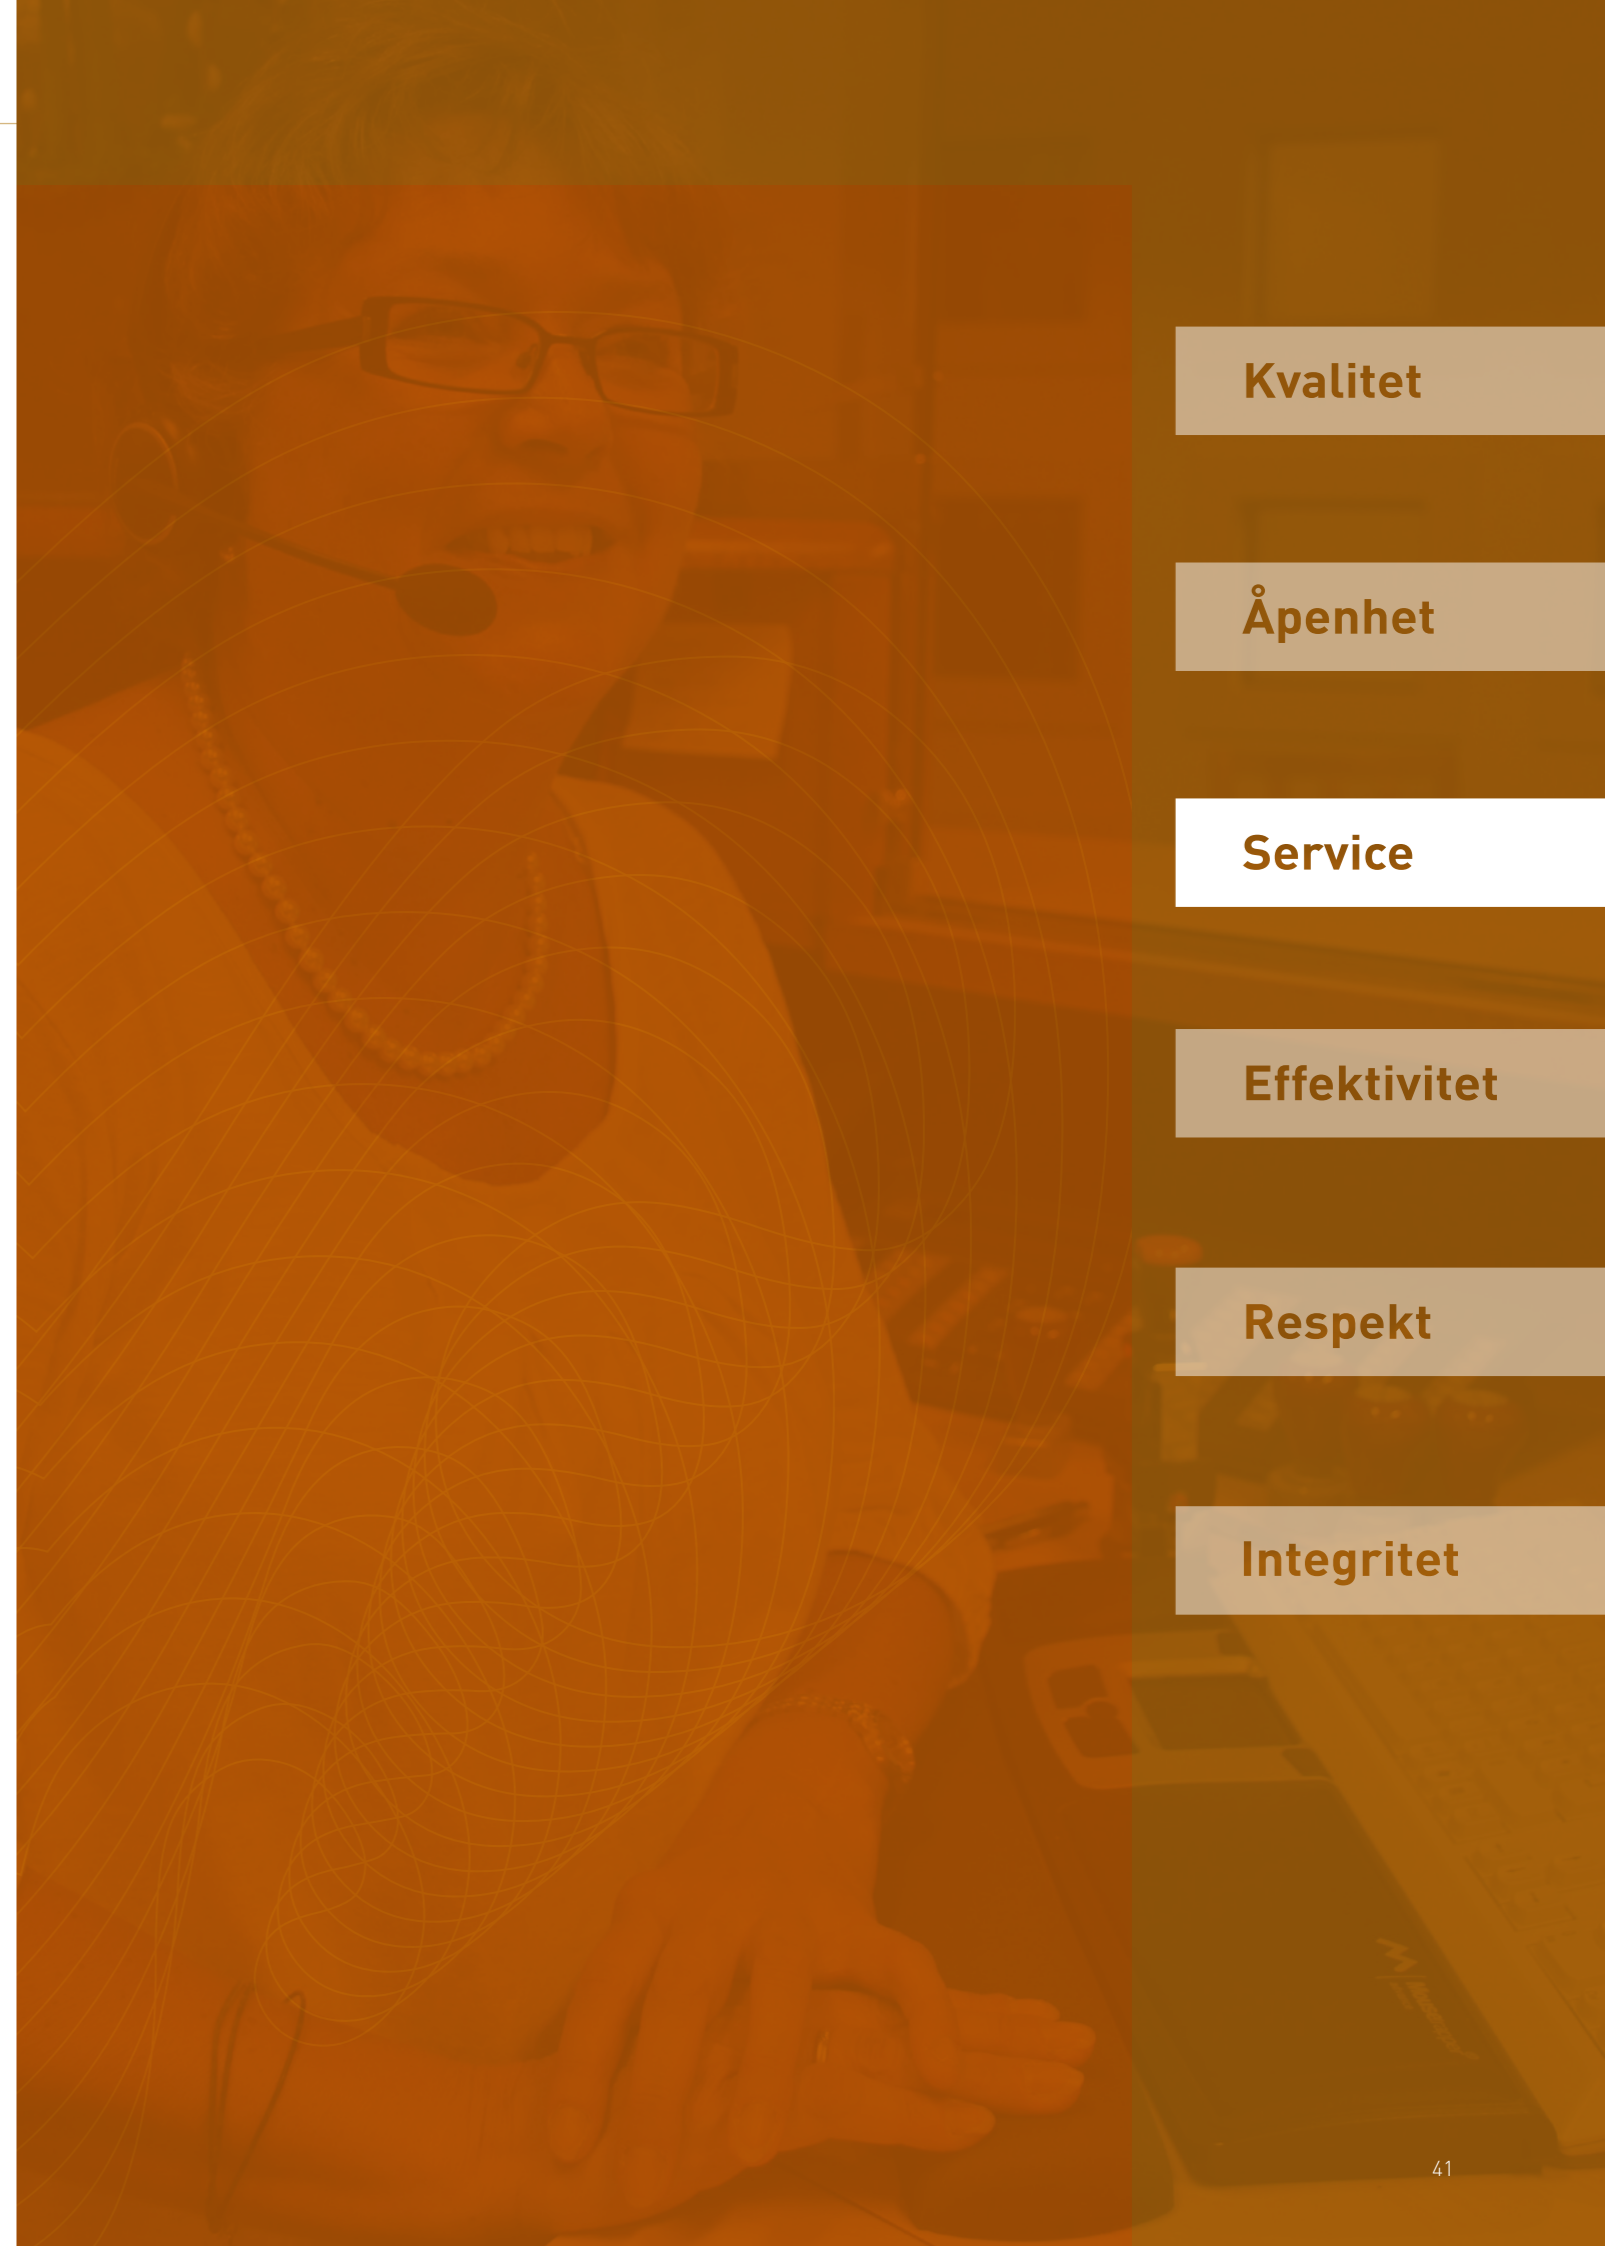 Kvalitet
Åpenhet
Service
Effektivitet
Respekt
Integritet
41